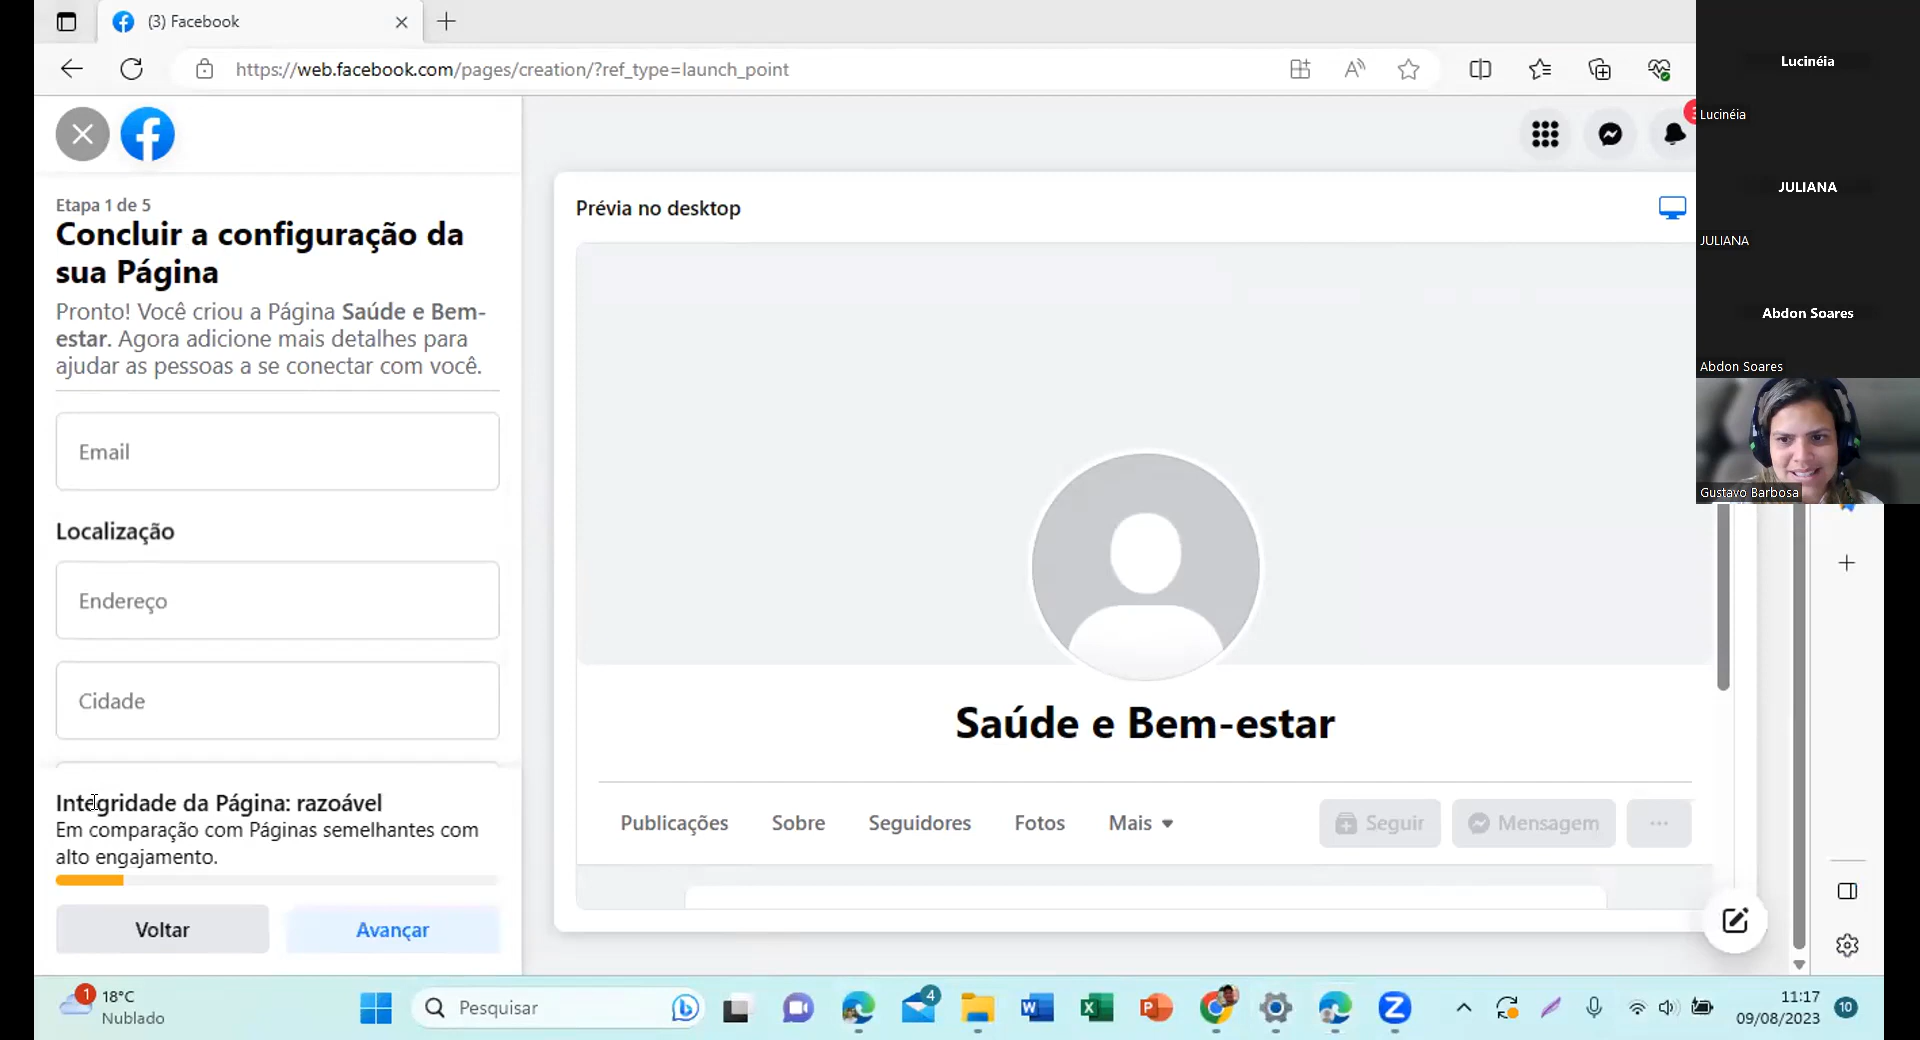 (3) Facebook
https://web.facebook.com/pages/creation/?ref_type=launch_point
Etapa 1 de 5
Concluir a configuração da
sua Página
Pronto! Você criou a Página Saúde e Bem-
estar. Agora adicione mais detalhes para
ajudar as pessoas a se conectar com você.
Email
Localização
Endereço
Cidade
Integridade da Página: razoável
Em comparação com Páginas semelhantes com
alto engajamento.
Voltar
Avançar
Prévia no desktop
Saúde e Bem-estar
Publicações
Sobre
Seguidores
Fotos
Mais
Seguir
Mensagem
Lucinéia
Lucinéia
JULIANA
JULIANA
Abdon Soares
Abdon Soares
Gustavo Barbosa
1
18°C
Nublado
Pesquisar
4
11:17
09/08/2023
10